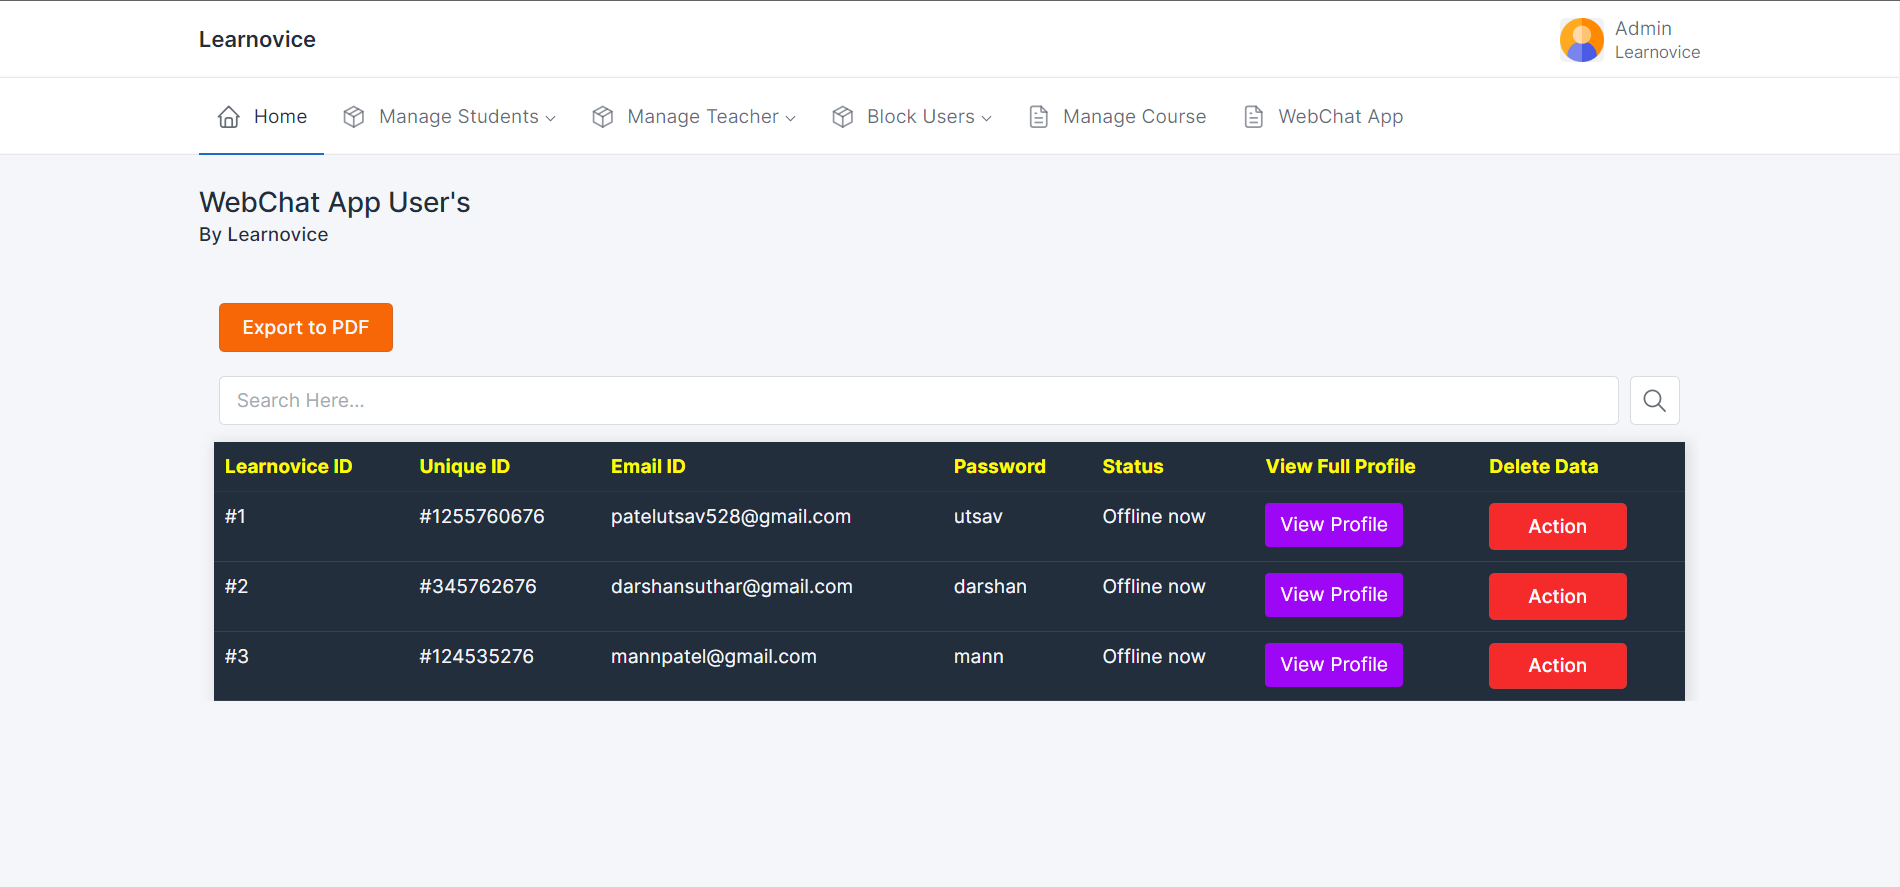 Learnovice
Admin
Learnovice
Home Manage Students Manage Teacher Block Users Manage Course WebChat App
WebChat App User's
By Learnovice
Export to PDF
Search Here...
Learnovice ID Unique ID Email ID Password Status View Full Profile Delete Data
#1 #1255760676 patelutsav528@gmail.com utsav Offline now View Profile Action
#2 #345762676 darshansuthar@gmail.com darshan Offline now View Profile Action
#3 #124535276 mannpatel@gmail.com mann Offline now View Profile Action